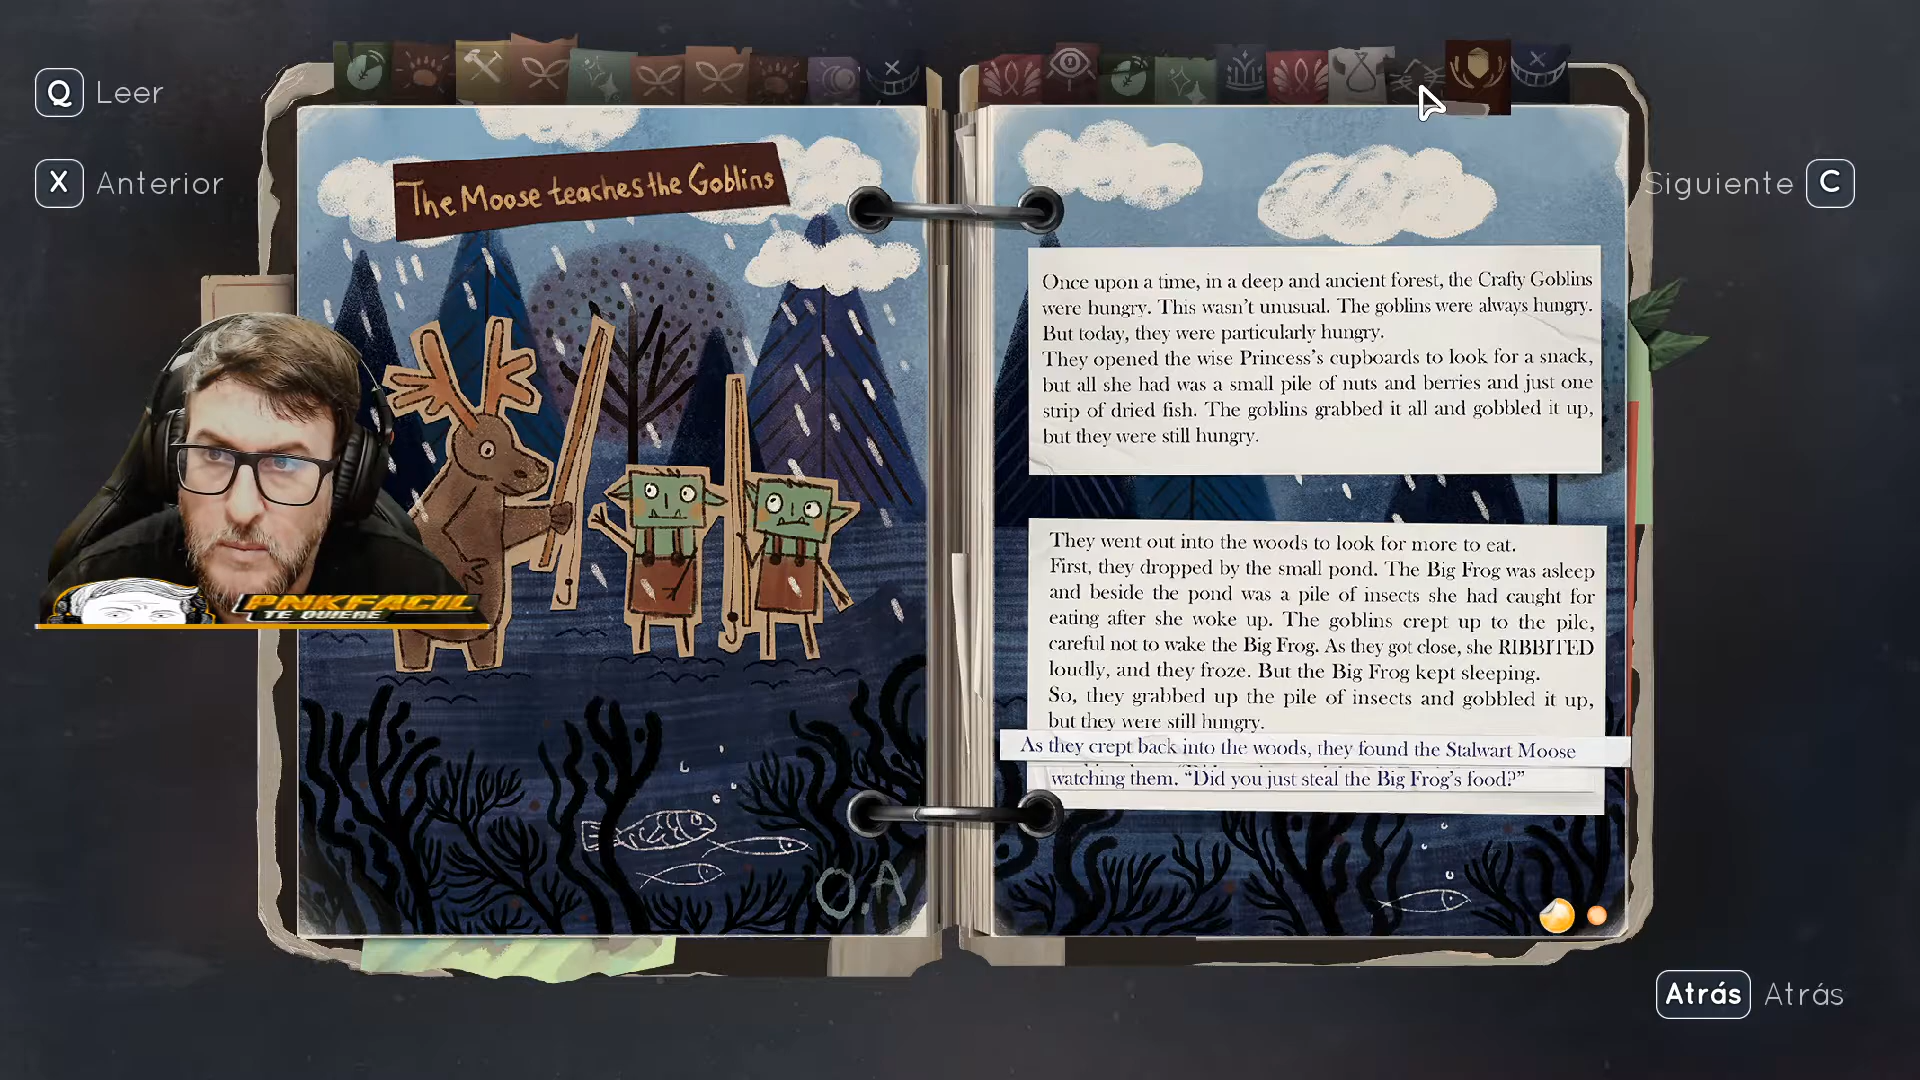 Q Leer
X Anterior
Siguiente C
The Moose teaches the Goblins
O.A
Once upon a time, in a deep and ancient forest, the Crafty Goblins
were hungry. This wasn't unusual. The goblins were always hungry.
But today, they were particularly hungry.
They opened the wise Princess's cupboards to look for a snack,
but all she had was a small pile of nuts and berries and just one
strip of dried fish. The goblins grabbed it all and gobbled it up,
but they were still hungry.
They went out into the woods to look for more to eat.
First, they dropped by the small pond. The Big Frog was asleep
and beside the pond was a pile of insects she had caught for
eating after she woke up. The goblins crept up to the pile,
careful not to wake the Big Frog. As they got close, she RIBBITED
loudly, and they froze. But the Big Frog kept sleeping.
So, they grabbed up the pile of insects and gobbled it up,
but they were still hungry.
As they crept back into the woods, they found the Stalwart Moose
watching them. “Did you just steal the Big Frog's food?”
PNKFACIL
TE QUIERE
Atrás Atrás